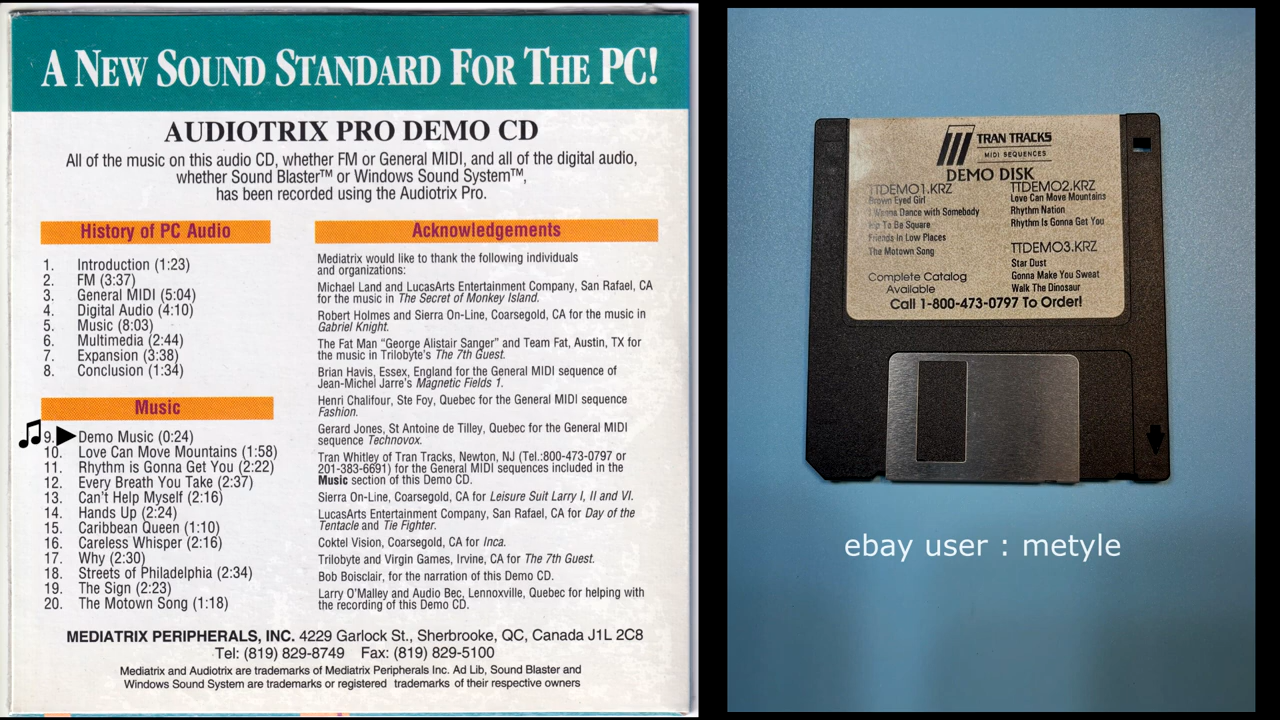 A NEW SOUND STANDARD FOR THE PC!
AUDIOTRIX PRO DEMO CD
All of the music on this audio CD, whether FM or General MIDI, and all of the digital audio,
whether Sound Blaster™ or Windows Sound System™,
has been recorded using the Audiotrix Pro.
History of PC Audio
1. Introduction (1:23)
2. FM (3:37)
3. General MIDI (5:04)
4. Digital Audio (4:10)
5. Music (8:03)
6. Multimedia (2:44)
7. Expansion (3:38)
8. Conclusion (1:34)
Music
9. Demo Music (0:24)
10. Love Can Move Mountains (1:58)
11. Rhythm is Gonna Get You (2:22)
12. Every Breath You Take (2:37)
13. Can't Help Myself (2:16)
14. Hands Up (2:24)
15. Caribbean Queen (1:10)
16. Careless Whisper (2:16)
17. Why (2:30)
18. Streets of Philadelphia (2:34)
19. The Sign (2:23)
20. The Motown Song (1:18)
Acknowledgements
Mediatrix would like to thank the following individuals
and organizations:
Michael Land and LucasArts Entertainment Company, San Rafael, CA
for the music in The Secret of Monkey Island.
Robert Holmes and Sierra On-Line, Coarsegold, CA for the music in
Gabriel Knight.
The Fat Man "George Alistair Sanger" and Team Fat, Austin, TX for
the music in Trilobyte's The 7th Guest.
Brian Havis, Essex, England for the General MIDI sequence of
Jean-Michel Jarre's Magnetic Fields 1.
Henri Chalifour, Ste Foy, Quebec for the General MIDI sequence
Fashion.
Gerard Jones, St Antoine de Tilley, Quebec for the General MIDI
sequence Technovox.
Tran Whitley of Tran Tracks, Newton, NJ (Tel.:800-473-0797 or
201-383-6691) for the General MIDI sequences included in the
Music section of this Demo CD.
Sierra On-Line, Coarsegold, CA for Leisure Suit Larry I, II and VI.
LucasArts Entertainment Company, San Rafael, CA for Day of the
Tentacle and Tie Fighter.
Coktel Vision, Coarsegold, CA for Inca.
Trilobyte and Virgin Games, Irvine, CA for The 7th Guest.
Bob Boisclair, for the narration of this Demo CD.
Larry O'Malley and Audio Bec, Lennoxville, Quebec for helping with
the recording of this Demo CD.
MEDIATRIX PERIPHERALS, INC. 4229 Garlock St., Sherbrooke, QC, Canada J1L 2C8
Tel: (819) 829-8749 Fax: (819) 829-5100
Mediatrix and Audiotrix are trademarks of Mediatrix Peripherals Inc. Ad Lib, Sound Blaster and
Windows Sound System are trademarks or registered trademarks of their respective owners
TRAN TRACKS
MIDI SEQUENCES
DEMO DISK
TTDEMO1.KRZ
Brown Eyed Girl
I Wanna Dance with Somebody
Hip To Be Square
Friends In Low Places
The Motown Song
TTDEMO2.KRZ
Love Can Move Mountains
Rhythm Nation
Rhythm Is Gonna Get You
TTDEMO3.KRZ
Star Dust
Gonna Make You Sweat
Walk The Dinosaur
Complete Catalog
Available
Call 1-800-473-0797 To Order!
ebay user : metyle